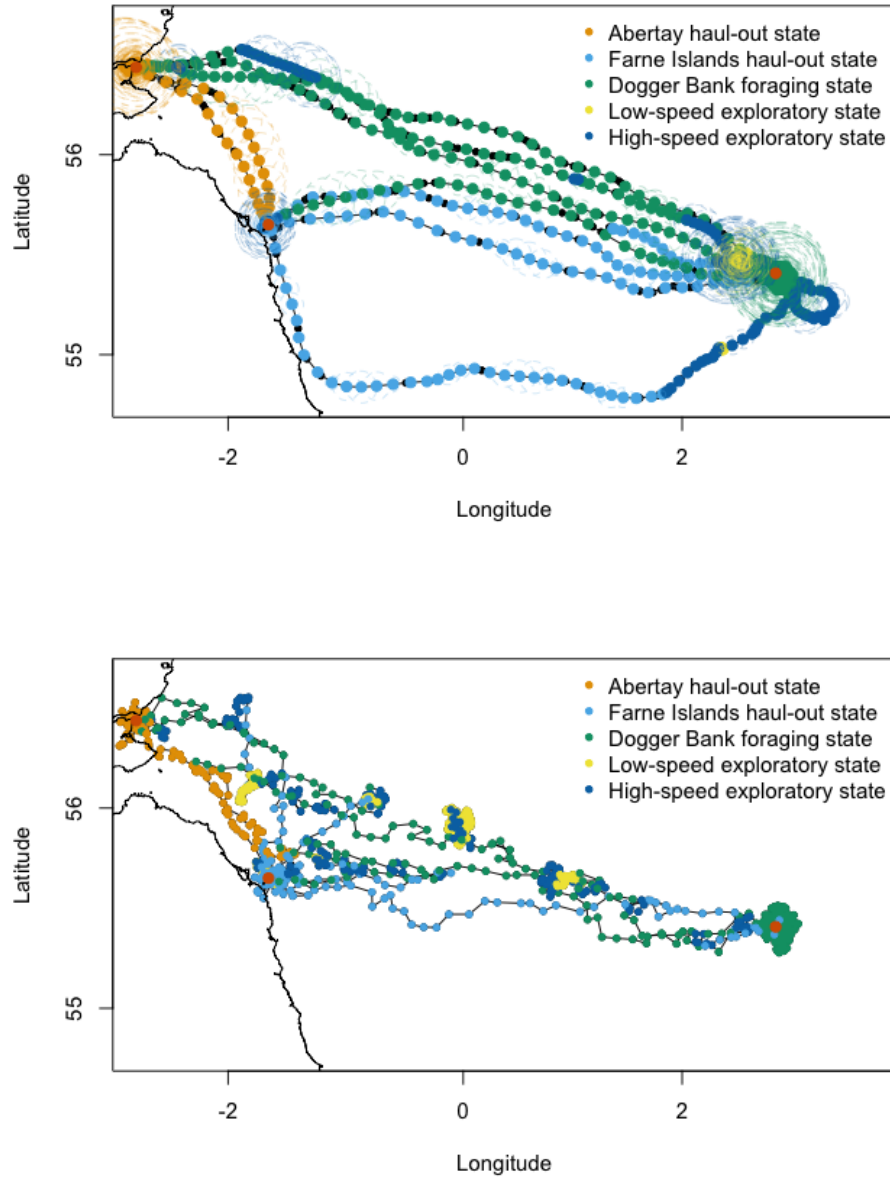 Abertay haul-out state
Farne Islands haul-out state
Dogger Bank foraging state
Low-speed exploratory state
High-speed exploratory state
Latitude
56
55
-2
0
2
Longitude
Abertay haul-out state
Farne Islands haul-out state
Dogger Bank foraging state
Low-speed exploratory state
High-speed exploratory state
Latitude
56
55
-2
0
2
Longitude